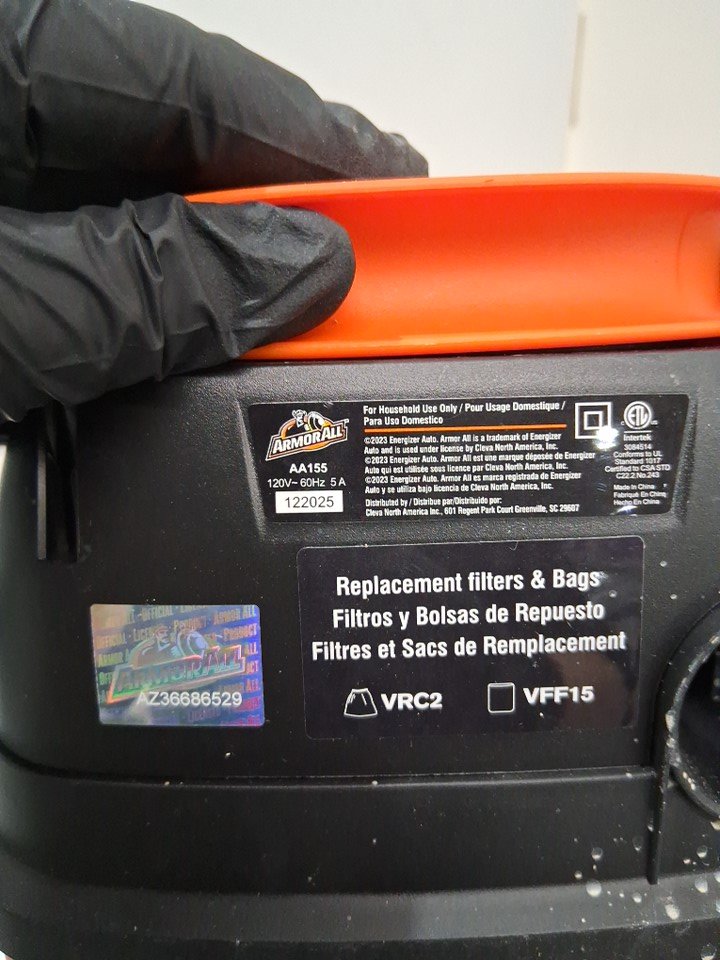 ARMORALL
AA155
120V~ 60Hz 5 A
122025
For Household Use Only / Pour Usage Domestique /
Para Uso Domestico
©2023 Energizer Auto. Armor All is a trademark of Energizer
Auto and is used under license by Cleva North America, Inc.
©2023 Energizer Auto. Armor All est une marque déposée de Energizer
Auto qui est utilisée sous licence par Cleva North America, Inc.
©2023 Energizer Auto. Armor All es marca registrada de Energizer
Auto y se utiliza bajo licencia de Cleva North America, Inc.
Distributed by / Distribue par/Distribuido por:
Cleva North America Inc., 601 Regent Park Court Greenville, SC 29607
ETL
Intertek
Conforms to UL
Standard 1017
Certified to CSA STD
C22.2 No.243
Made In China
Fabriqué En Chine
Hecho En China
Replacement filters & Bags
Filtros y Bolsas de Repuesto
Filtres et Sacs de Remplacement
VRC2
VFF15
ARMORALL
AZ36686529